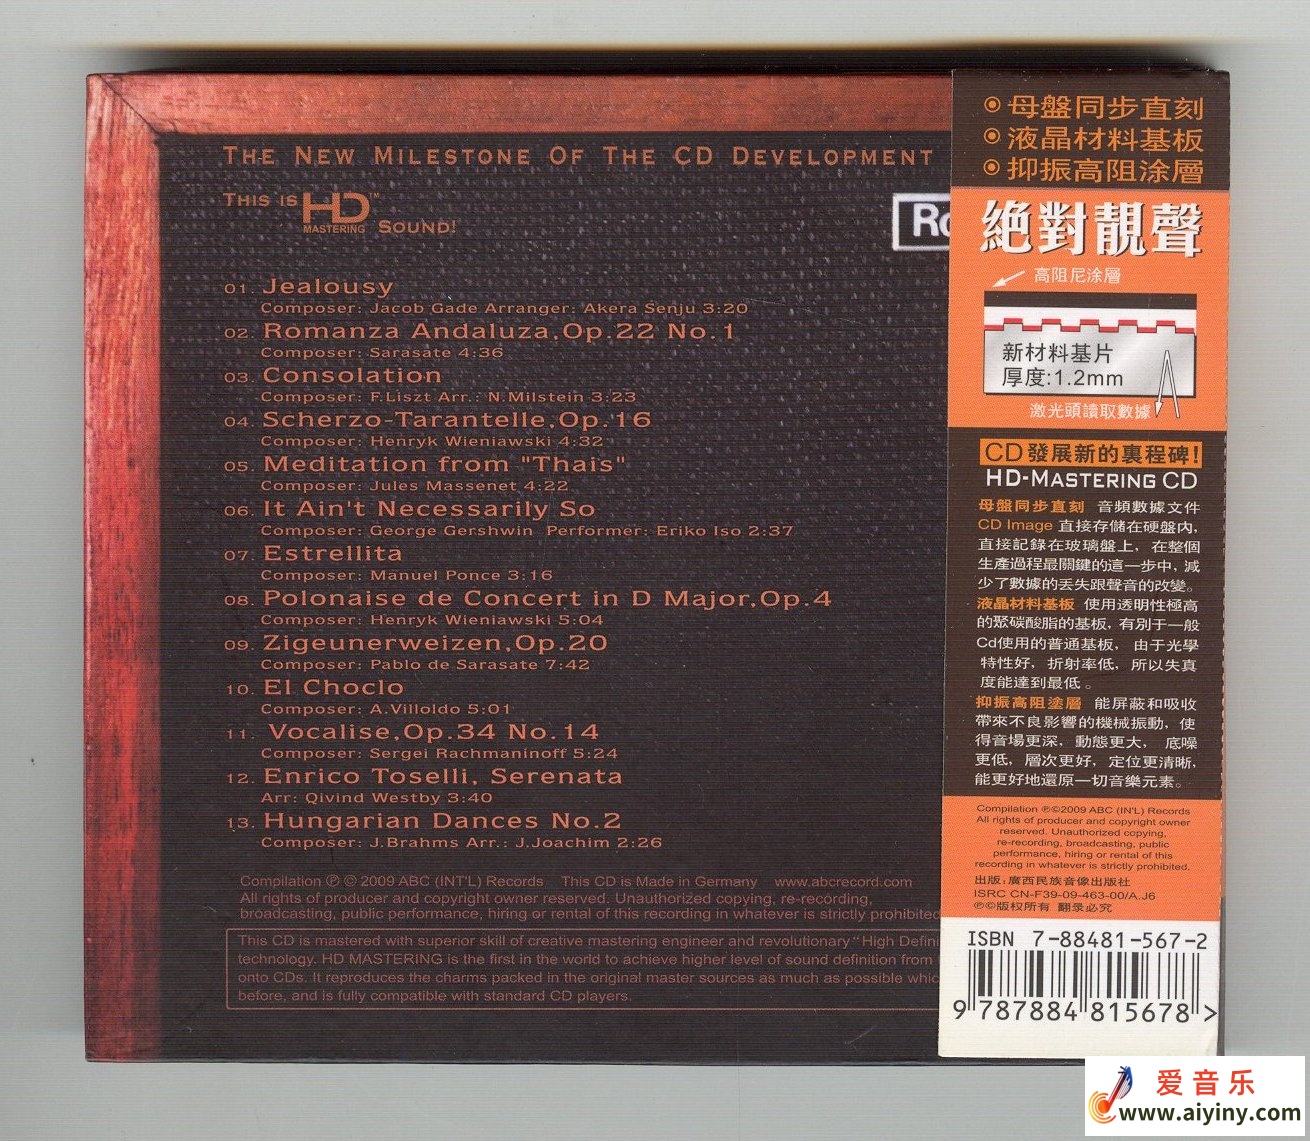 THE NEW MILESTONE OF THE CD DEVELOPMENT
THIS IS HD™ MASTERING SOUND!
01. Jealousy
Composer: Jacob Gade Arranger: Akera Senju 3:20
02. Romanza Andaluza,Op.22 No.1
Composer: Sarasate 4:36
03. Consolation
Composer: F.Liszt Arr.: N.Milstein 3:23
04. Scherzo-Tarantelle,Op.16
Composer: Henryk Wieniawski 4:32
05. Meditation from "Thais"
Composer: Jules Massenet 4:22
06. It Ain't Necessarily So
Composer: George Gershwin Performer: Eriko Iso 2:37
07. Estrellita
Composer: Manuel Ponce 3:16
08. Polonaise de Concert in D Major,Op.4
Composer: Henryk Wieniawski 5:04
09. Zigeunerweizen,Op.20
Composer: Pablo de Sarasate 7:42
10. El Choclo
Composer: A.Villoldo 5:01
11. Vocalise,Op.34 No.14
Composer: Sergei Rachmaninoff 5:24
12. Enrico Toselli, Serenata
Arr: Qivind Westby 3:40
13. Hungarian Dances No.2
Composer: J.Brahms Arr.: J.Joachim 2:26
Compilation ℗ © 2009 ABC (INT'L) Records This CD is Made in Germany www.abcrecord.com
All rights of producer and copyright owner reserved. Unauthorized copying, re-recording,
broadcasting, public performance, hiring or rental of this recording in whatever is strictly prohibited
This CD is mastered with superior skill of creative mastering engineer and revolutionary "High Defini
technology. HD MASTERING is the first in the world to achieve higher level of sound definition from
onto CDs. It reproduces the charms packed in the original master sources as much as possible whic
before, and is fully compatible with standard CD players.
Ro
◉ 母盤同步直刻
◉ 液晶材料基板
◉ 抑振高阻涂層
絕對靚聲
高阻尼涂層
新材料基片
厚度:1.2mm
激光頭讀取數據
CD發展新的裏程碑!
HD-MASTERING CD
母盤同步直刻 音頻數據文件
CD Image 直接存儲在硬盤内,
直接記錄在玻璃盤上, 在整個
生產過程最關鍵的這一步中, 減
少了數據的丟失跟聲音的改變。
液晶材料基板 使用透明性極高
的聚碳酸脂的基板, 有別于一般
Cd使用的普通基板, 由于光學
特性好, 折射率低, 所以失真
度能達到最低。
抑振高阻塗層 能屏蔽和吸收
帶來不良影響的機械振動, 使
得音場更深, 動態更大, 底噪
更低, 層次更好, 定位更清晰,
能更好地還原一切音樂元素。
Compilation ℗©2009 ABC (IN'L) Records
All rights of producer and copyright owner
reserved. Unauthorized copying,
re-recording, broadcasting, public
performance, hiring or rental of this
recording in whatever is strictly prohibited.
出版:廣西民族音像出版社
ISRC CN-F39-09-463-00/A.J6
℗©版权所有 翻录必究
ISBN 7-88481-567-2
9 787884 815678 >
爱音乐
www.aiyiny.com